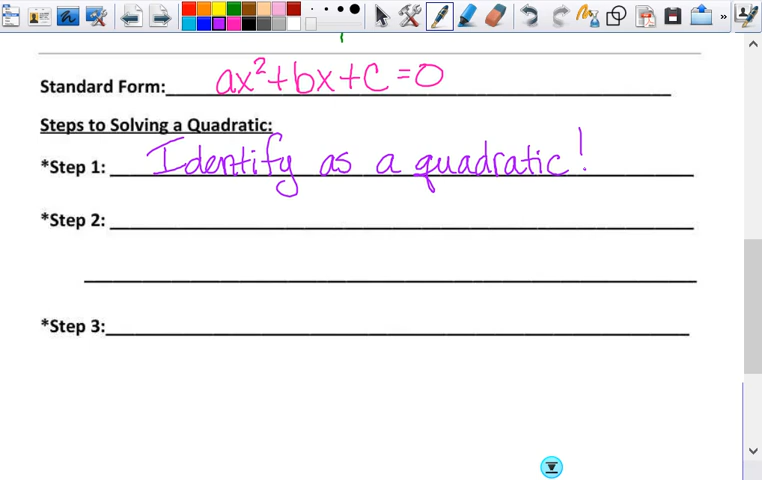 Standard Form: ax²+bx+c=0
Steps to Solving a Quadratic:
*Step 1: Identify as a quadratic!
*Step 2:
*Step 3: